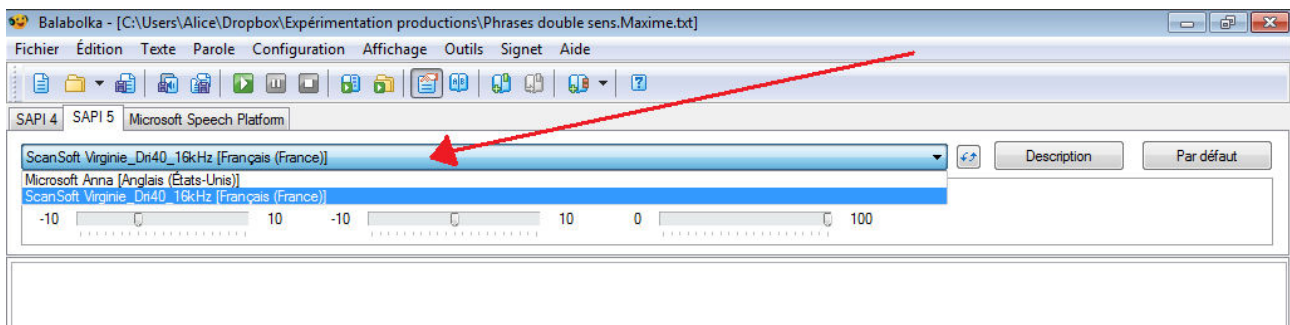 Balabolka - [C:\Users\Alice\Dropbox\Expérimentation productions\Phrases double sens.Maxime.txt]
Fichier Édition Texte Parole Configuration Affichage Outils Signet Aide
SAPI 4 SAPI 5 Microsoft Speech Platform
ScanSoft Virginie_Dri40_16kHz [Français (France)] Description Par défaut
Microsoft Anna [Anglais (États-Unis)]
ScanSoft Virginie_Dri40_16kHz [Français (France)]
-10 10 -10 10 0 100